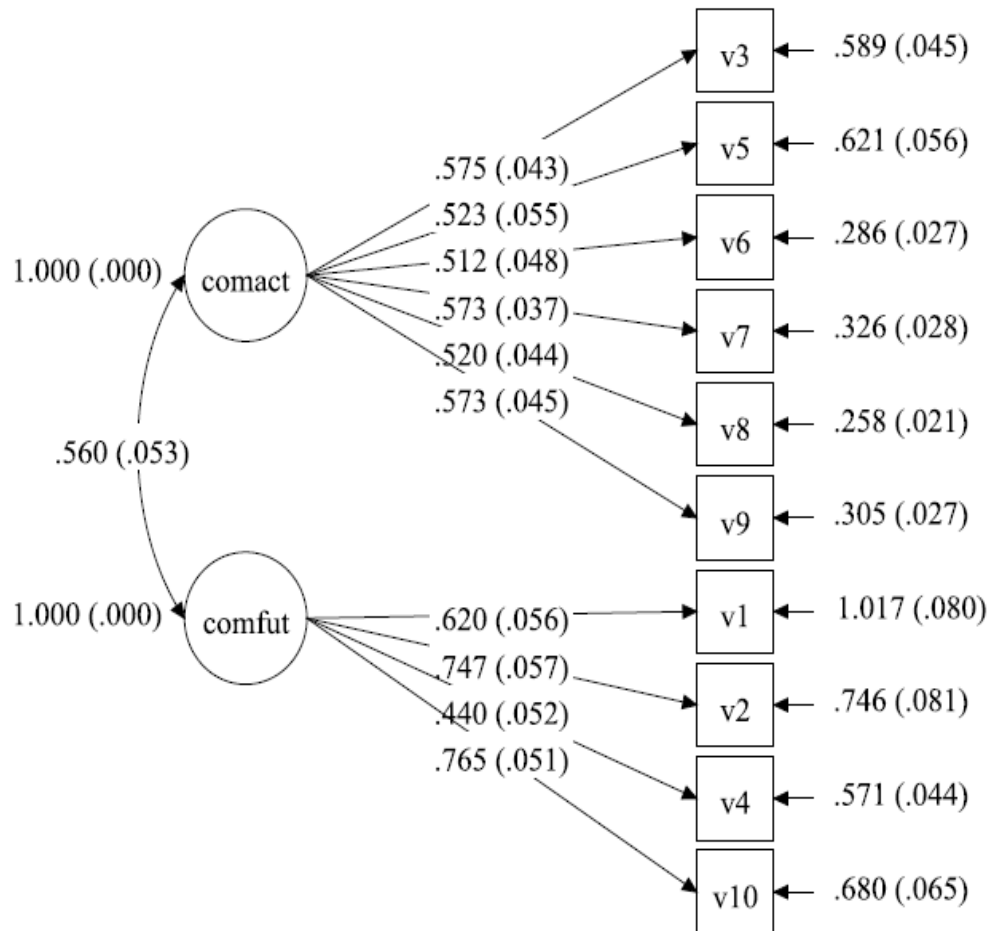 v3
.589 (.045)
v5
.621 (.056)
.575 (.043)
.523 (.055)
v6
.286 (.027)
.512 (.048)
1.000 (.000)
comact
.573 (.037)
v7
.326 (.028)
.520 (.044)
.573 (.045)
v8
.258 (.021)
.560 (.053)
v9
.305 (.027)
1.000 (.000)
comfut
.620 (.056)
v1
1.017 (.080)
.747 (.057)
v2
.746 (.081)
.440 (.052)
.765 (.051)
v4
.571 (.044)
v10
.680 (.065)